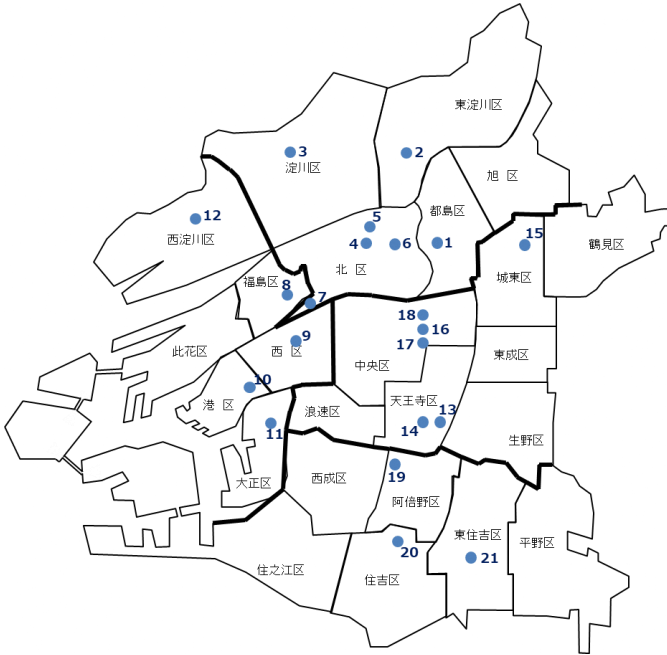 東淀川区
3
2
淀川区
旭 区
都島区
12
5
西淀川区
4
6
1
15
鶴見区
北 区
城東区
福島区
8
7
18
16
9
17
此花区
西 区
中央区
東成区
10
港 区
浪速区
天王寺区
13
14
11
生野区
19
大正区
西成区
阿倍野区
20
東住吉区
21
平野区
住之江区
住吉区